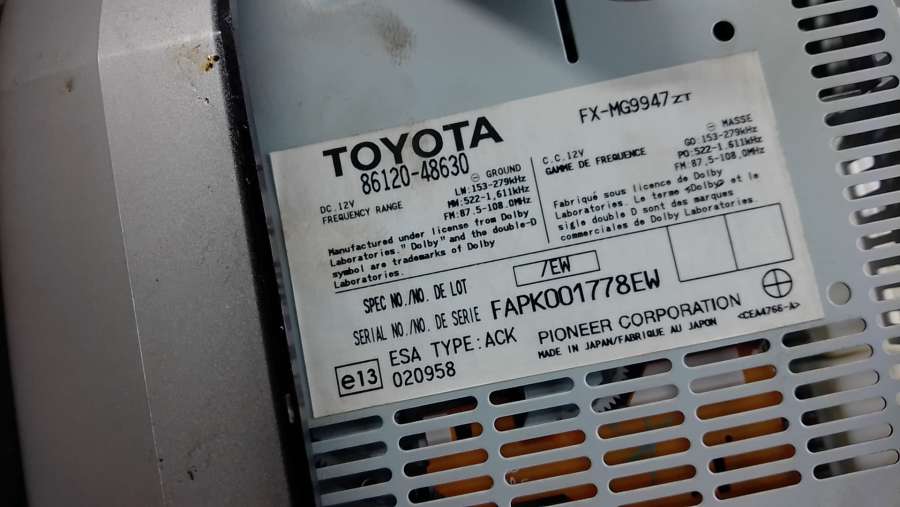 TOYOTA
86120-48630
DC.12V ⊖ GROUND
FREQUENCY RANGE LW:153-279kHz
MW:522-1,611kHz
FM:87.5-108.0MHz
Manufactured under license from Dolby
Laboratories." Dolby" and the double-D
symbol are trademarks of Dolby
Laboratories.
FX-MG9947ZT
C.C.12V ⊖ MASSE
GAMME DE FREQUENCE GO:153-279kHz
PO:522-1,611kHz
FM:87,5-108,0MHz
Fabriqué sous licence de Dolby
Laboratories. Le terme <Dolby> et le
sigle double D sont des marques
commerciales de Dolby Laboratories.
SPEC NO./NO. DE LOT /EW
SERIAL NO./NO. DE SERIE FAPK001778EW
e13 ESA TYPE:ACK
020958
PIONEER CORPORATION
MADE IN JAPAN/FABRIQUE AU JAPON <CEA4766-A>